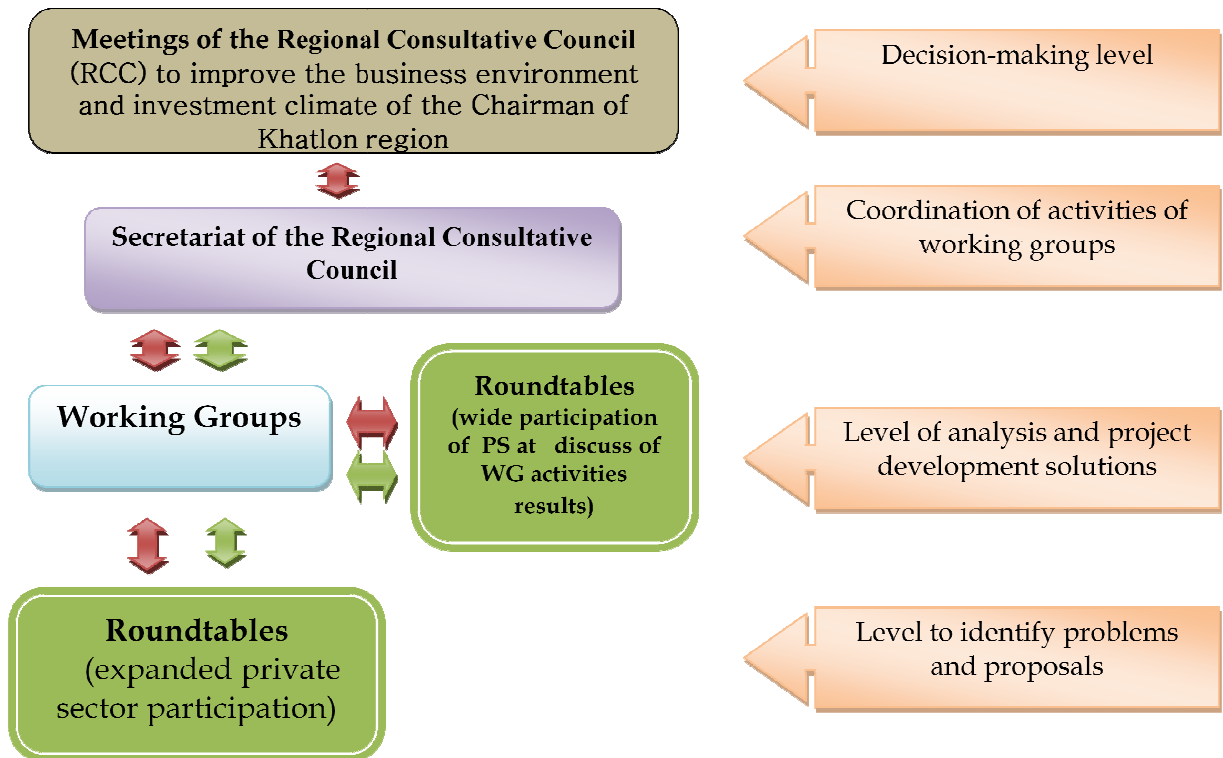 Meetings of the Regional Consultative Council
(RCC) to improve the business environment
and investment climate of the Chairman of
Khatlon region
Decision-making level
Secretariat of the Regional Consultative
Council
Coordination of activities of
working groups
Working Groups
Roundtables
(wide participation
of PS at discuss of
WG activities
results)
Level of analysis and project
development solutions
Roundtables
(expanded private
sector participation)
Level to identify problems
and proposals